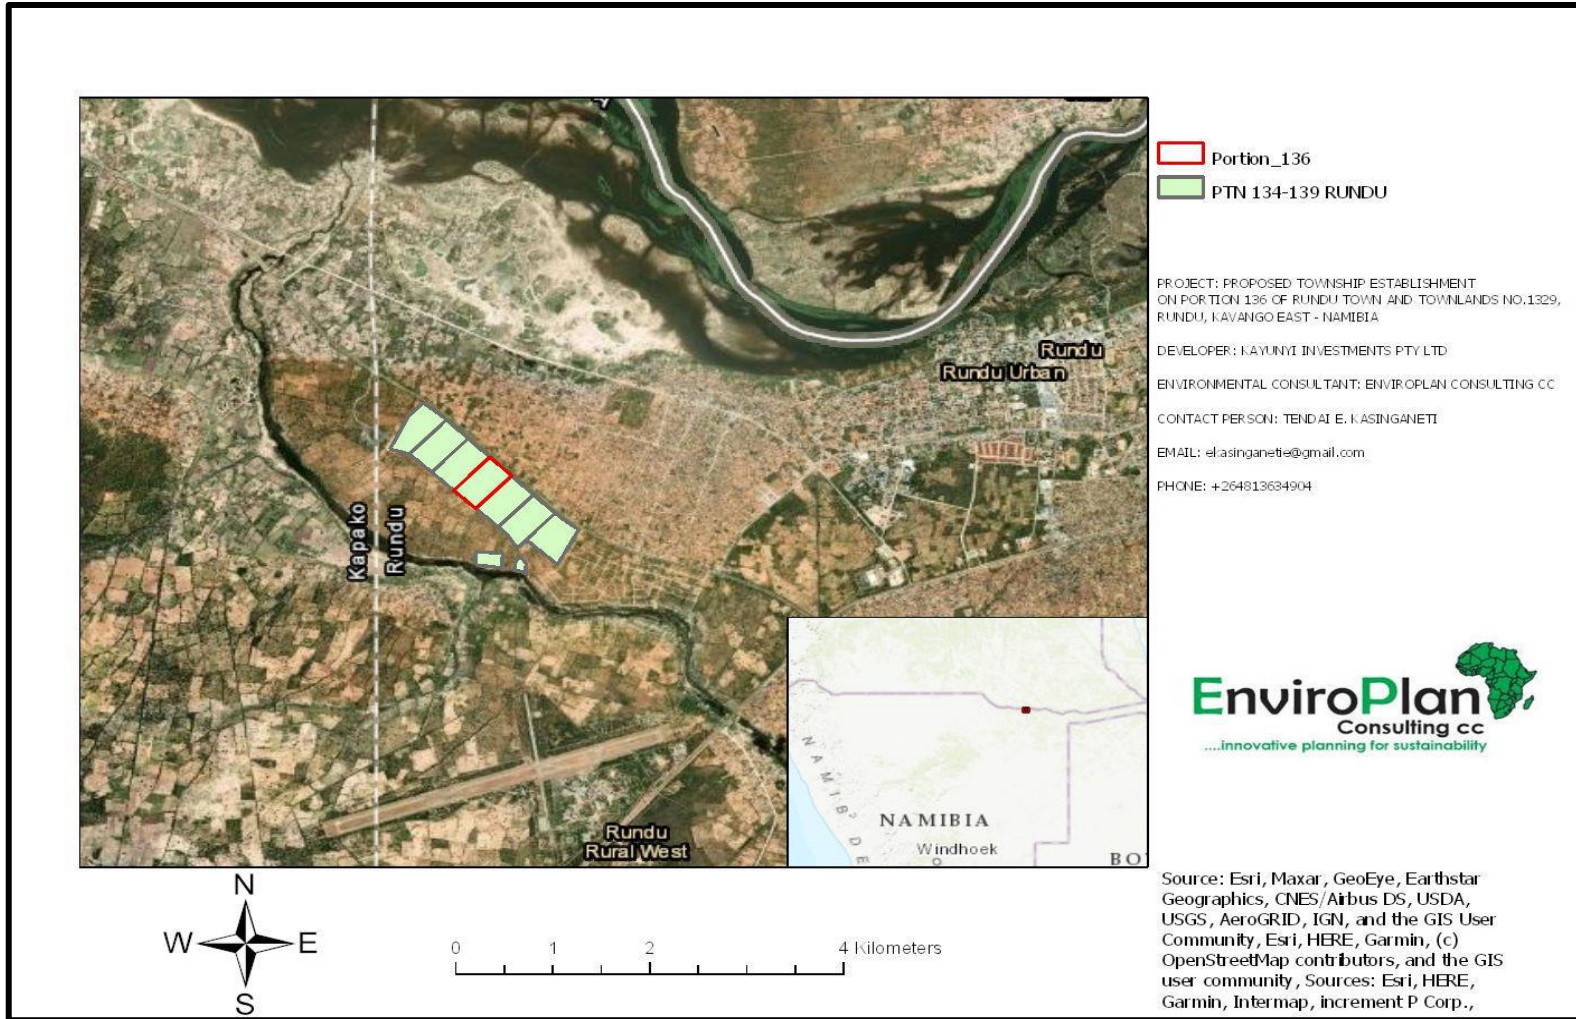 Portion_136
PTN 134-139 RUNDU
PROJECT: PROPOSED TOWNSHIP ESTABLISHMENT
ON PORTION 136 OF RUNDU TOWN AND TOWNLANDS NO.1329,
RUNDU, KAVANGO EAST - NAMIBIA
DEVELOPER: KAYUNYI INVESTMENTS PTY LTD
ENVIRONMENTAL CONSULTANT: ENVIROPLAN CONSULTING CC
CONTACT PERSON: TENDAI E. KASINGANETI
EMAIL: ekasinganetie@gmail.com
PHONE: +264813634904
Rundu
Rundu Urban
Kapako
Rundu
Rundu
Rural West
NAMIB DE
NAMIBIA
Windhoek
BO
EnviroPlan
Consulting cc
....innovative planning for sustainability
N
W E
S
0 1 2 4 Kilometers
Source: Esri, Maxar, GeoEye, Earthstar
Geographics, CNES/Airbus DS, USDA,
USGS, AeroGRID, IGN, and the GIS User
Community, Esri, HERE, Garmin, (c)
OpenStreetMap contributors, and the GIS
user community, Sources: Esri, HERE,
Garmin, Intermap, increment P Corp.,